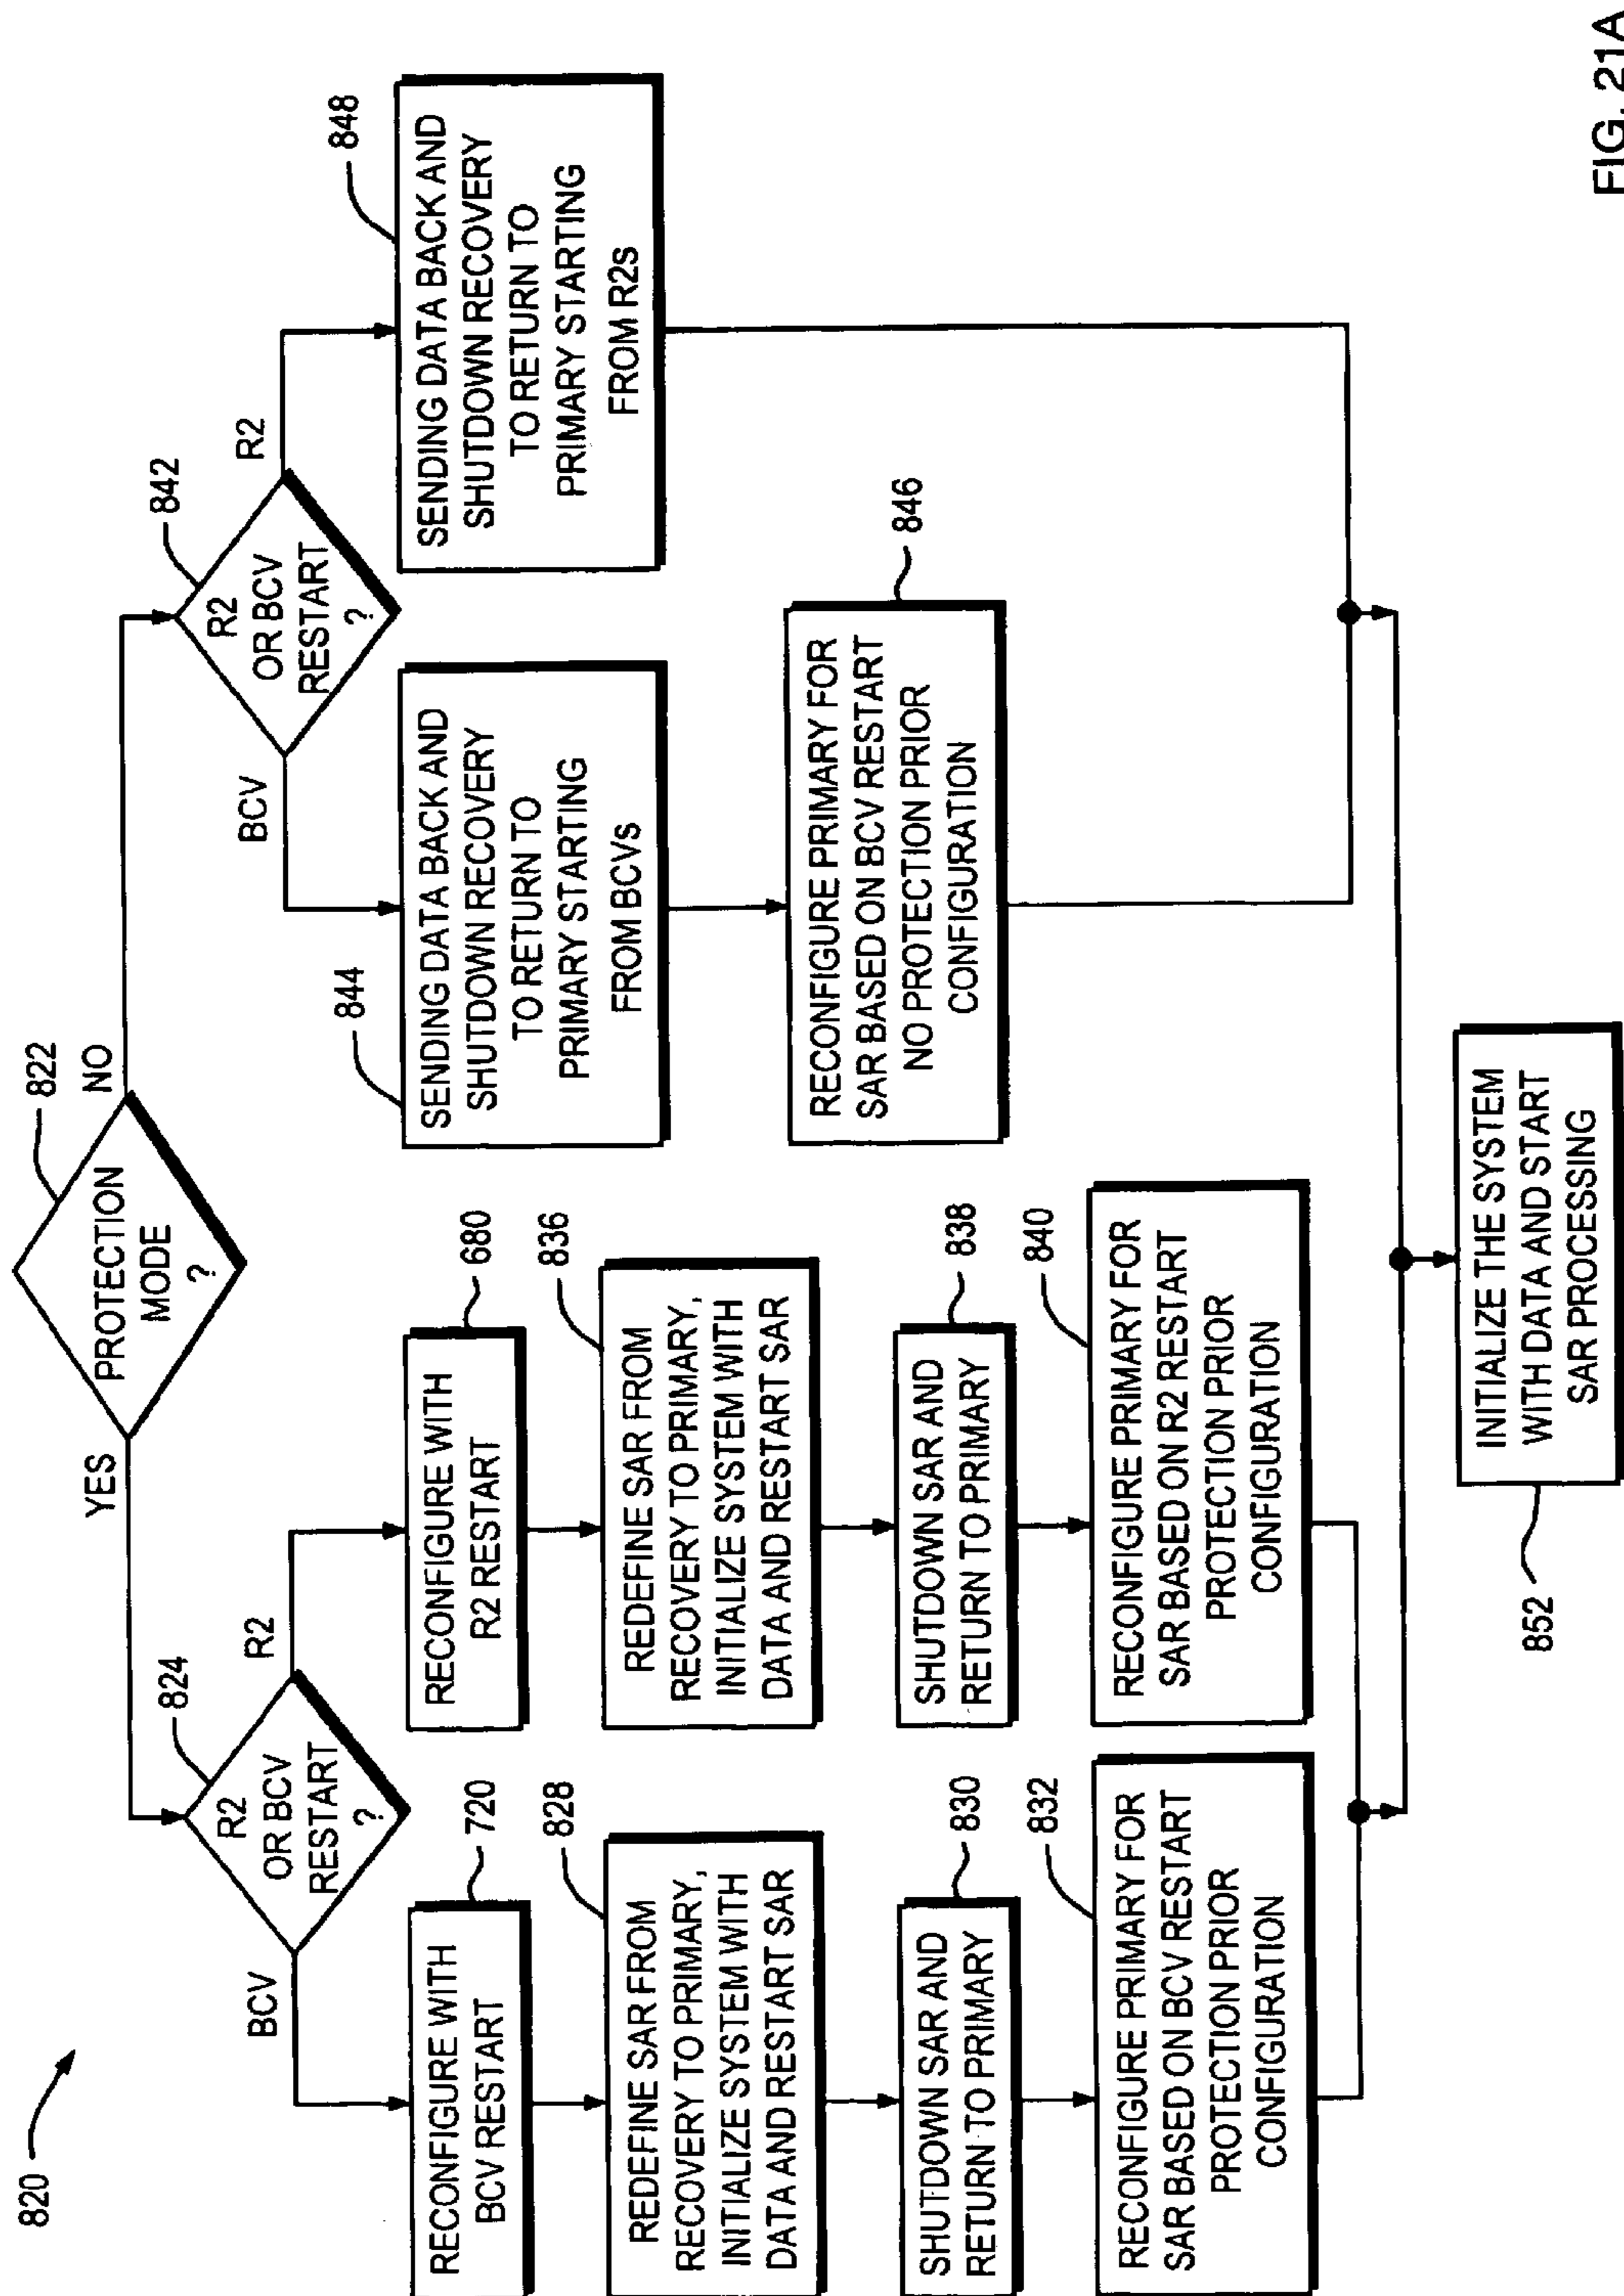 820
PROTECTION
MODE
?
822
YES
NO
R2
OR BCV
RESTART
?
824
BCV
R2
RECONFIGURE WITH
BCV RESTART
720
REDEFINE SAR FROM
RECOVERY TO PRIMARY,
INITIALIZE SYSTEM WITH
DATA AND RESTART SAR
828
SHUTDOWN SAR AND
RETURN TO PRIMARY
830
RECONFIGURE PRIMARY FOR
SAR BASED ON BCV RESTART
PROTECTION PRIOR
CONFIGURATION
832
RECONFIGURE WITH
R2 RESTART
680
REDEFINE SAR FROM
RECOVERY TO PRIMARY,
INITIALIZE SYSTEM WITH
DATA AND RESTART SAR
836
SHUTDOWN SAR AND
RETURN TO PRIMARY
838
RECONFIGURE PRIMARY FOR
SAR BASED ON R2 RESTART
PROTECTION PRIOR
CONFIGURATION
840
R2
OR BCV
RESTART
?
842
BCV
R2
844
SENDING DATA BACK AND
SHUTDOWN RECOVERY
TO RETURN TO
PRIMARY STARTING
FROM BCVs
RECONFIGURE PRIMARY FOR
SAR BASED ON BCV RESTART
NO PROTECTION PRIOR
CONFIGURATION
846
SENDING DATA BACK AND
SHUTDOWN RECOVERY
TO RETURN TO
PRIMARY STARTING
FROM R2s
848
INITIALIZE THE SYSTEM
WITH DATA AND START
SAR PROCESSING
852
FIG. 21A